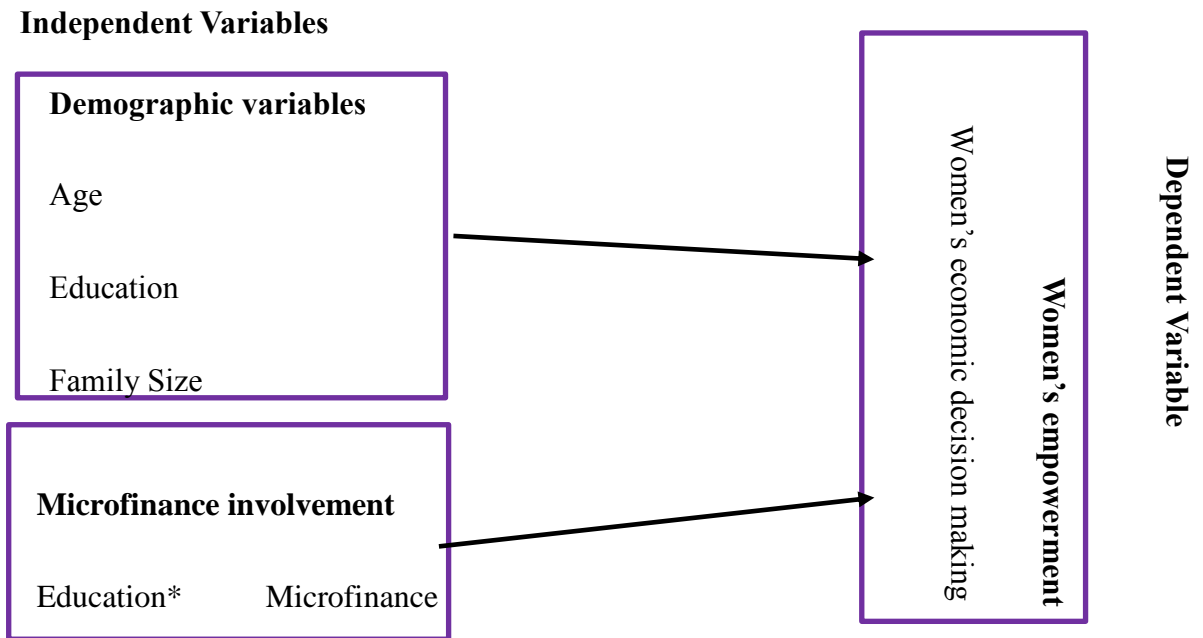 Independent Variables
Demographic variables
Age
Education
Family Size
Microfinance involvement
Education* Microfinance
Women’s empowerment
Women’s economic decision making
Dependent Variable